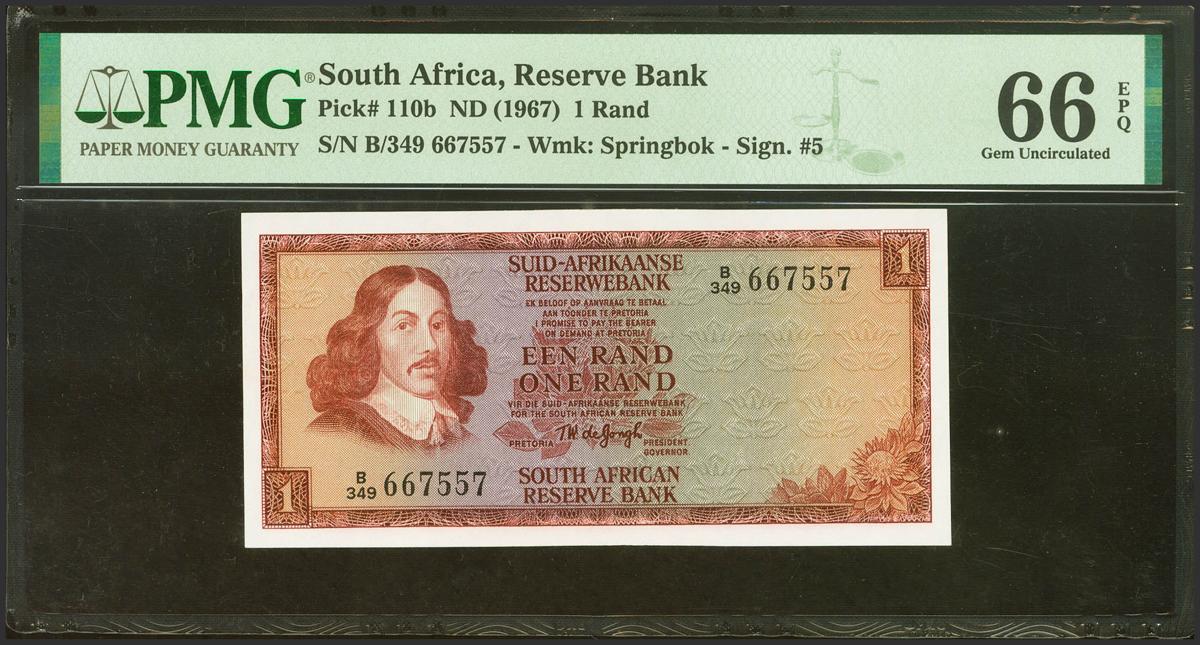 PMG®
PAPER MONEY GUARANTY
South Africa, Reserve Bank
Pick# 110b ND (1967) 1 Rand
S/N B/349 667557 - Wmk: Springbok - Sign. #5
66
EPQ
Gem Uncirculated
1
SUID-AFRIKAANSE
RESERWEBANK
B/349 667557
EK BELOOF OP AANVRAAG TE BETAAL
AAN TOONDER TE PRETORIA
I PROMISE TO PAY THE BEARER
ON DEMAND AT PRETORIA
EEN RAND
ONE RAND
VIR DIE SUID-AFRIKAANSE RESERWEBANK
FOR THE SOUTH AFRICAN RESERVE BANK
TW de Jongh
PRETORIA
PRESIDENT
GOVERNOR
B/349 667557
SOUTH AFRICAN
RESERVE BANK
1